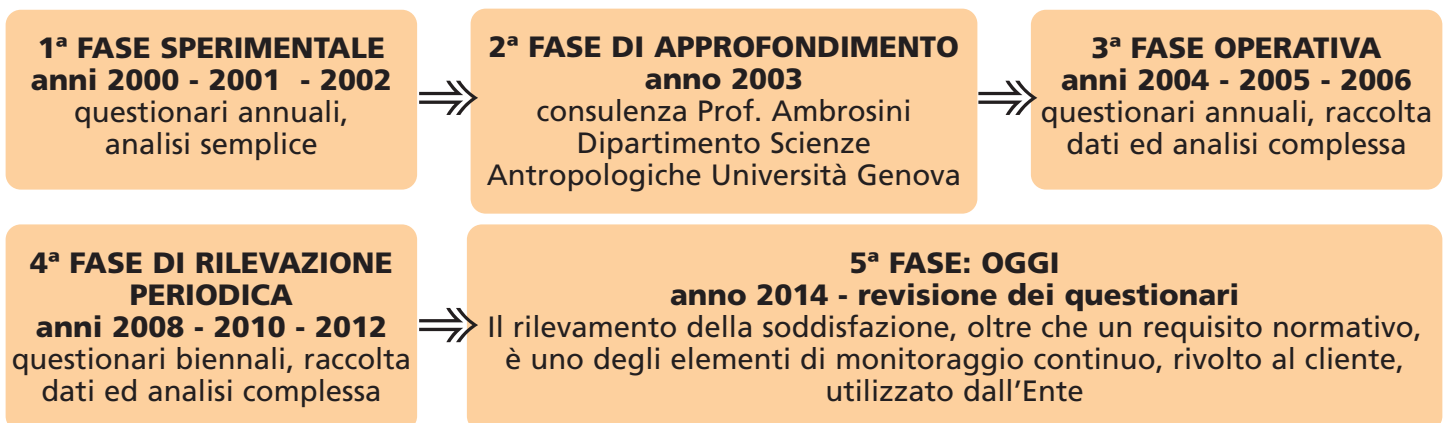 1ª FASE SPERIMENTALE
anni 2000 - 2001 - 2002
questionari annuali,
analisi semplice
2ª FASE DI APPROFONDIMENTO
anno 2003
consulenza Prof. Ambrosini
Dipartimento Scienze
Antropologiche Università Genova
3ª FASE OPERATIVA
anni 2004 - 2005 - 2006
questionari annuali, raccolta
dati ed analisi complessa
4ª FASE DI RILEVAZIONE
PERIODICA
anni 2008 - 2010 - 2012
questionari biennali, raccolta
dati ed analisi complessa
5ª FASE: OGGI
anno 2014 - revisione dei questionari
Il rilevamento della soddisfazione, oltre che un requisito normativo,
è uno degli elementi di monitoraggio continuo, rivolto al cliente,
utilizzato dall'Ente